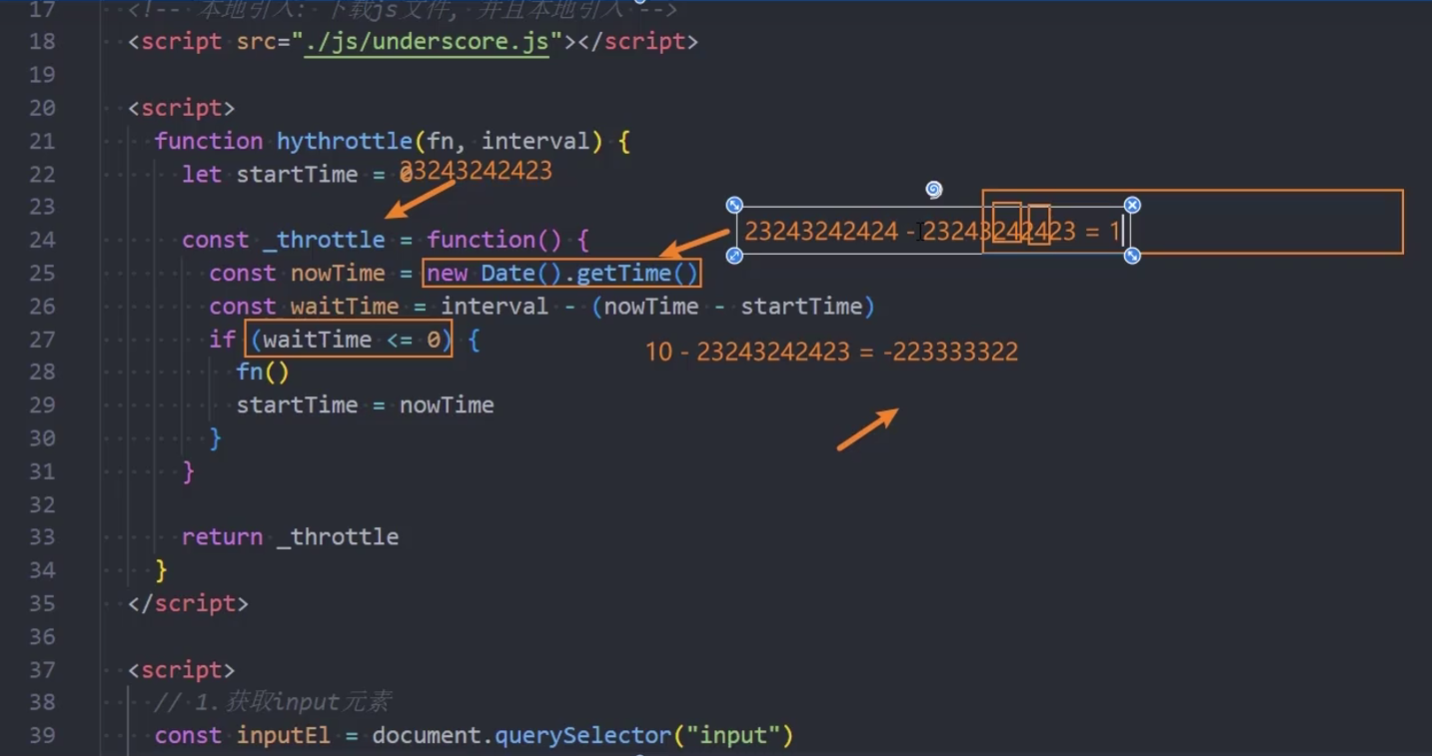 17 <!-- 本地引入: 下载js文件, 并且本地引入 -->
18 <script src="./js/underscore.js"></script>
19
20 <script>
21 function hythrottle(fn, interval) {
22 let startTime = 0
23243242423
23
24 const _throttle = function() {
23243242424 - 23243242423 = 1
25 const nowTime = new Date().getTime()
26 const waitTime = interval - (nowTime - startTime)
27 if (waitTime <= 0) {
10 - 23243242423 = -223333322
28 fn()
29 startTime = nowTime
30 }
31 }
32
33 return _throttle
34 }
35 </script>
36
37 <script>
38 // 1.获取input元素
39 const inputEl = document.querySelector("input")